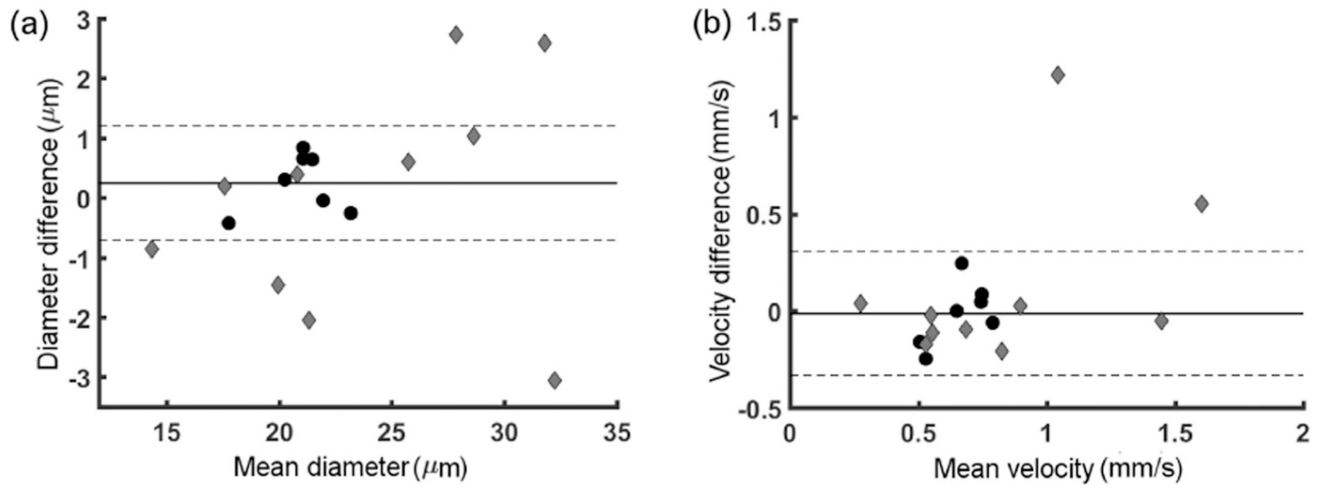 (a)
Diameter difference (μm)
3
2
1
0
-1
-2
-3
15 20 25 30 35
Mean diameter (μm)
(b)
Velocity difference (mm/s)
1.5
1
0.5
0
-0.5
0 0.5 1 1.5 2
Mean velocity (mm/s)